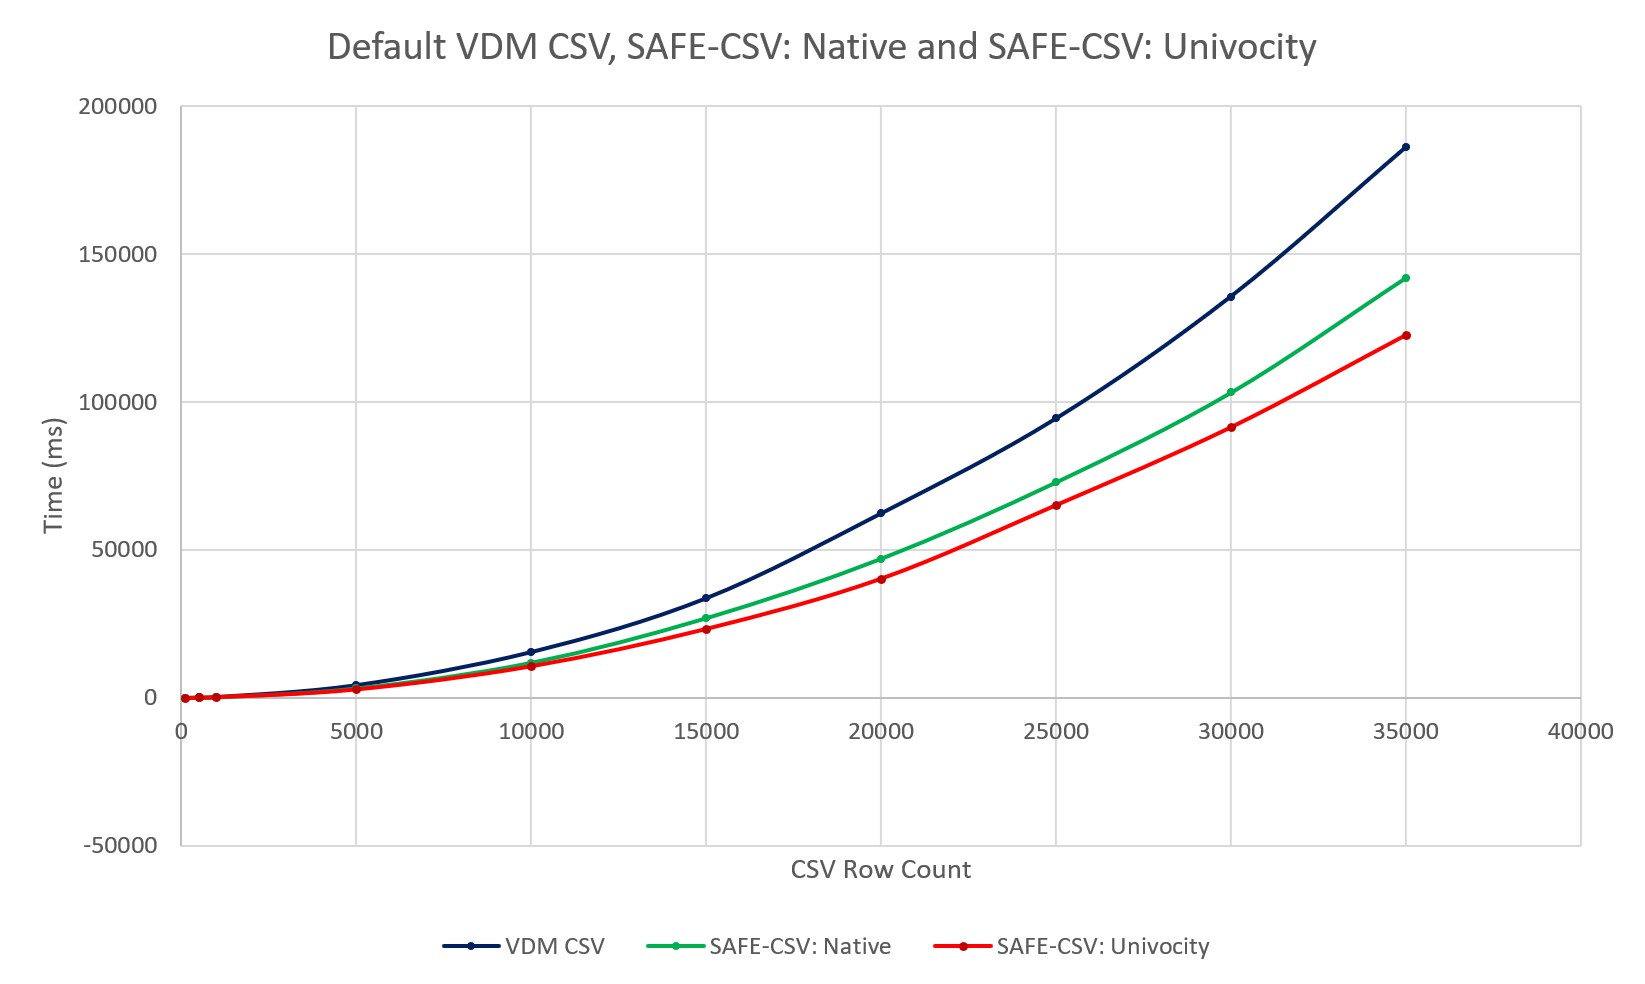 Default VDM CSV, SAFE-CSV: Native and SAFE-CSV: Univocity
200000
150000
100000
50000
0
-50000
Time (ms)
0 5000 10000 15000 20000 25000 30000 35000 40000
CSV Row Count
VDM CSV SAFE-CSV: Native SAFE-CSV: Univocity